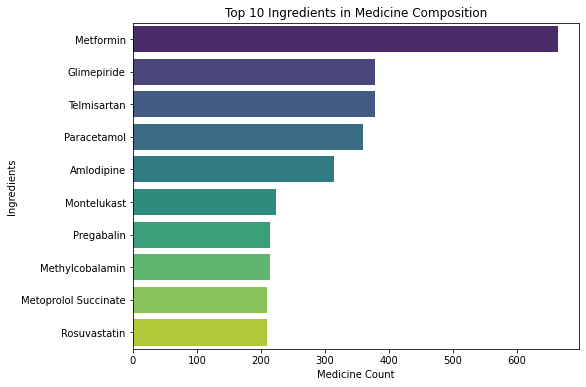 Top 10 Ingredients in Medicine Composition
Ingredients
Metformin
Glimepiride
Telmisartan
Paracetamol
Amlodipine
Montelukast
Pregabalin
Methylcobalamin
Metoprolol Succinate
Rosuvastatin
0 100 200 300 400 500 600
Medicine Count